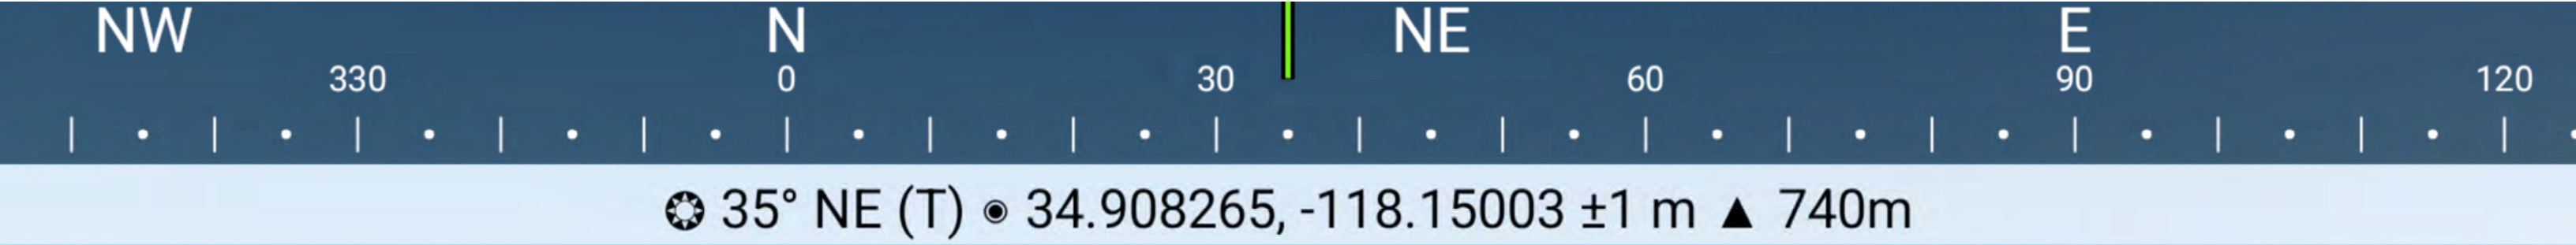 NW N NE E
330 0 30 60 90 120
35° NE (T) ◉ 34.908265, -118.15003 ±1 m ▲ 740m